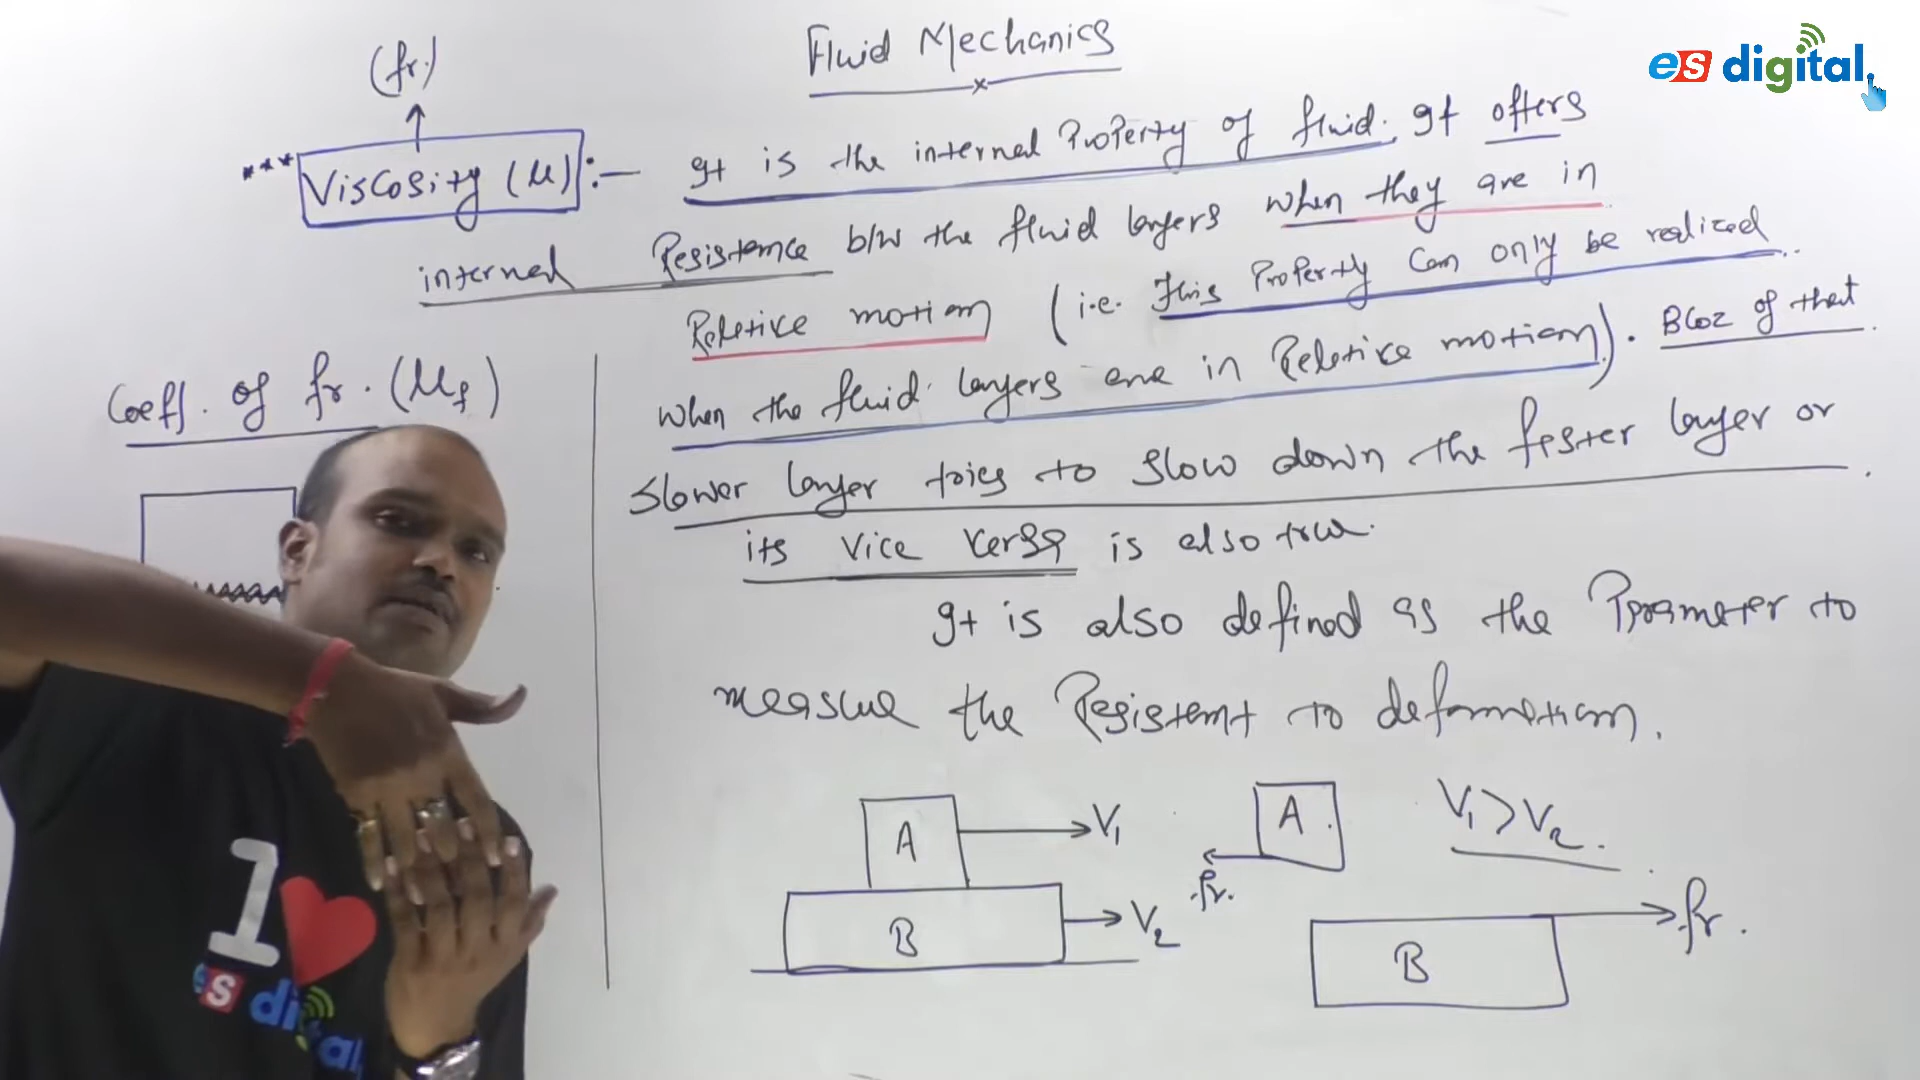 Fluid Mechanics
es digital.
(fr.)
*** Viscosity (μ) :— It is the internal Property of fluid. It offers
internal Resistance b/w the fluid layers when they are in
Relative motion (i.e. This Property can only be realized
when the fluid layers are in Relative motion). Bcoz of that
slower layer tries to slow down the faster layer or
its vice versa is also true.
It is also defined as the Parameter to
measure the Resistant to deformation.
Coeff. of fr. (μf)
A
V₁
B
V₂
A
fr.
V₁ > V₂.
B
fr.
I
es digital